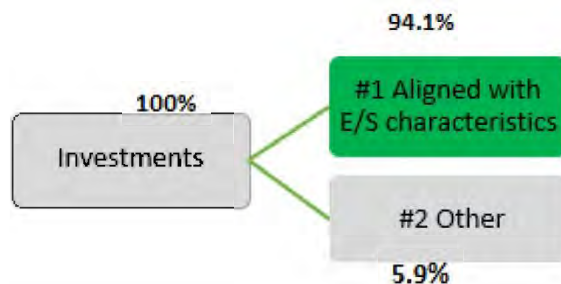 94.1%
#1 Aligned with
E/S characteristics
100%
Investments
#2 Other
5.9%